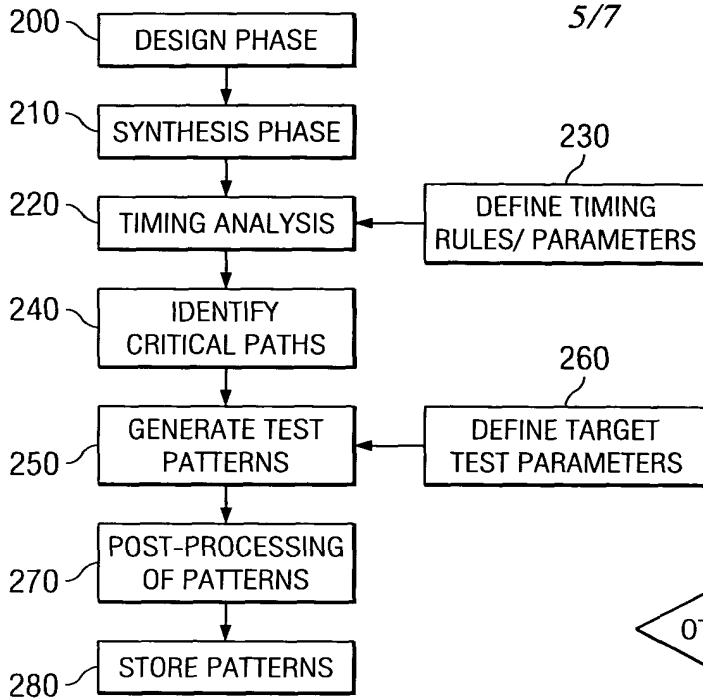 5/7
200
DESIGN PHASE
210
SYNTHESIS PHASE
220
TIMING ANALYSIS
230
DEFINE TIMING
RULES/ PARAMETERS
240
IDENTIFY
CRITICAL PATHS
250
GENERATE TEST
PATTERNS
260
DEFINE TARGET
TEST PARAMETERS
270
POST-PROCESSING
OF PATTERNS
280
STORE PATTERNS